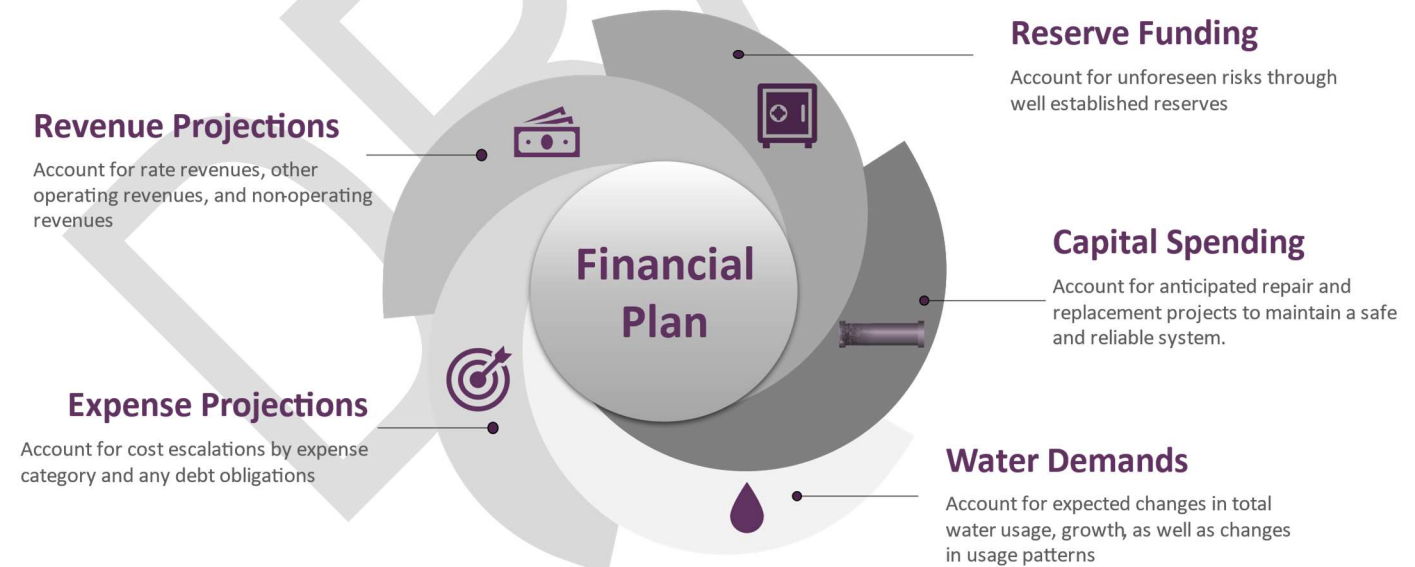 Reserve Funding
Account for unforeseen risks through
well established reserves
Revenue Projections
Account for rate revenues, other
operating revenues, and non-operating
revenues
Financial
Plan
Capital Spending
Account for anticipated repair and
replacement projects to maintain a safe
and reliable system.
Expense Projections
Account for cost escalations by expense
category and any debt obligations
Water Demands
Account for expected changes in total
water usage, growth, as well as changes
in usage patterns